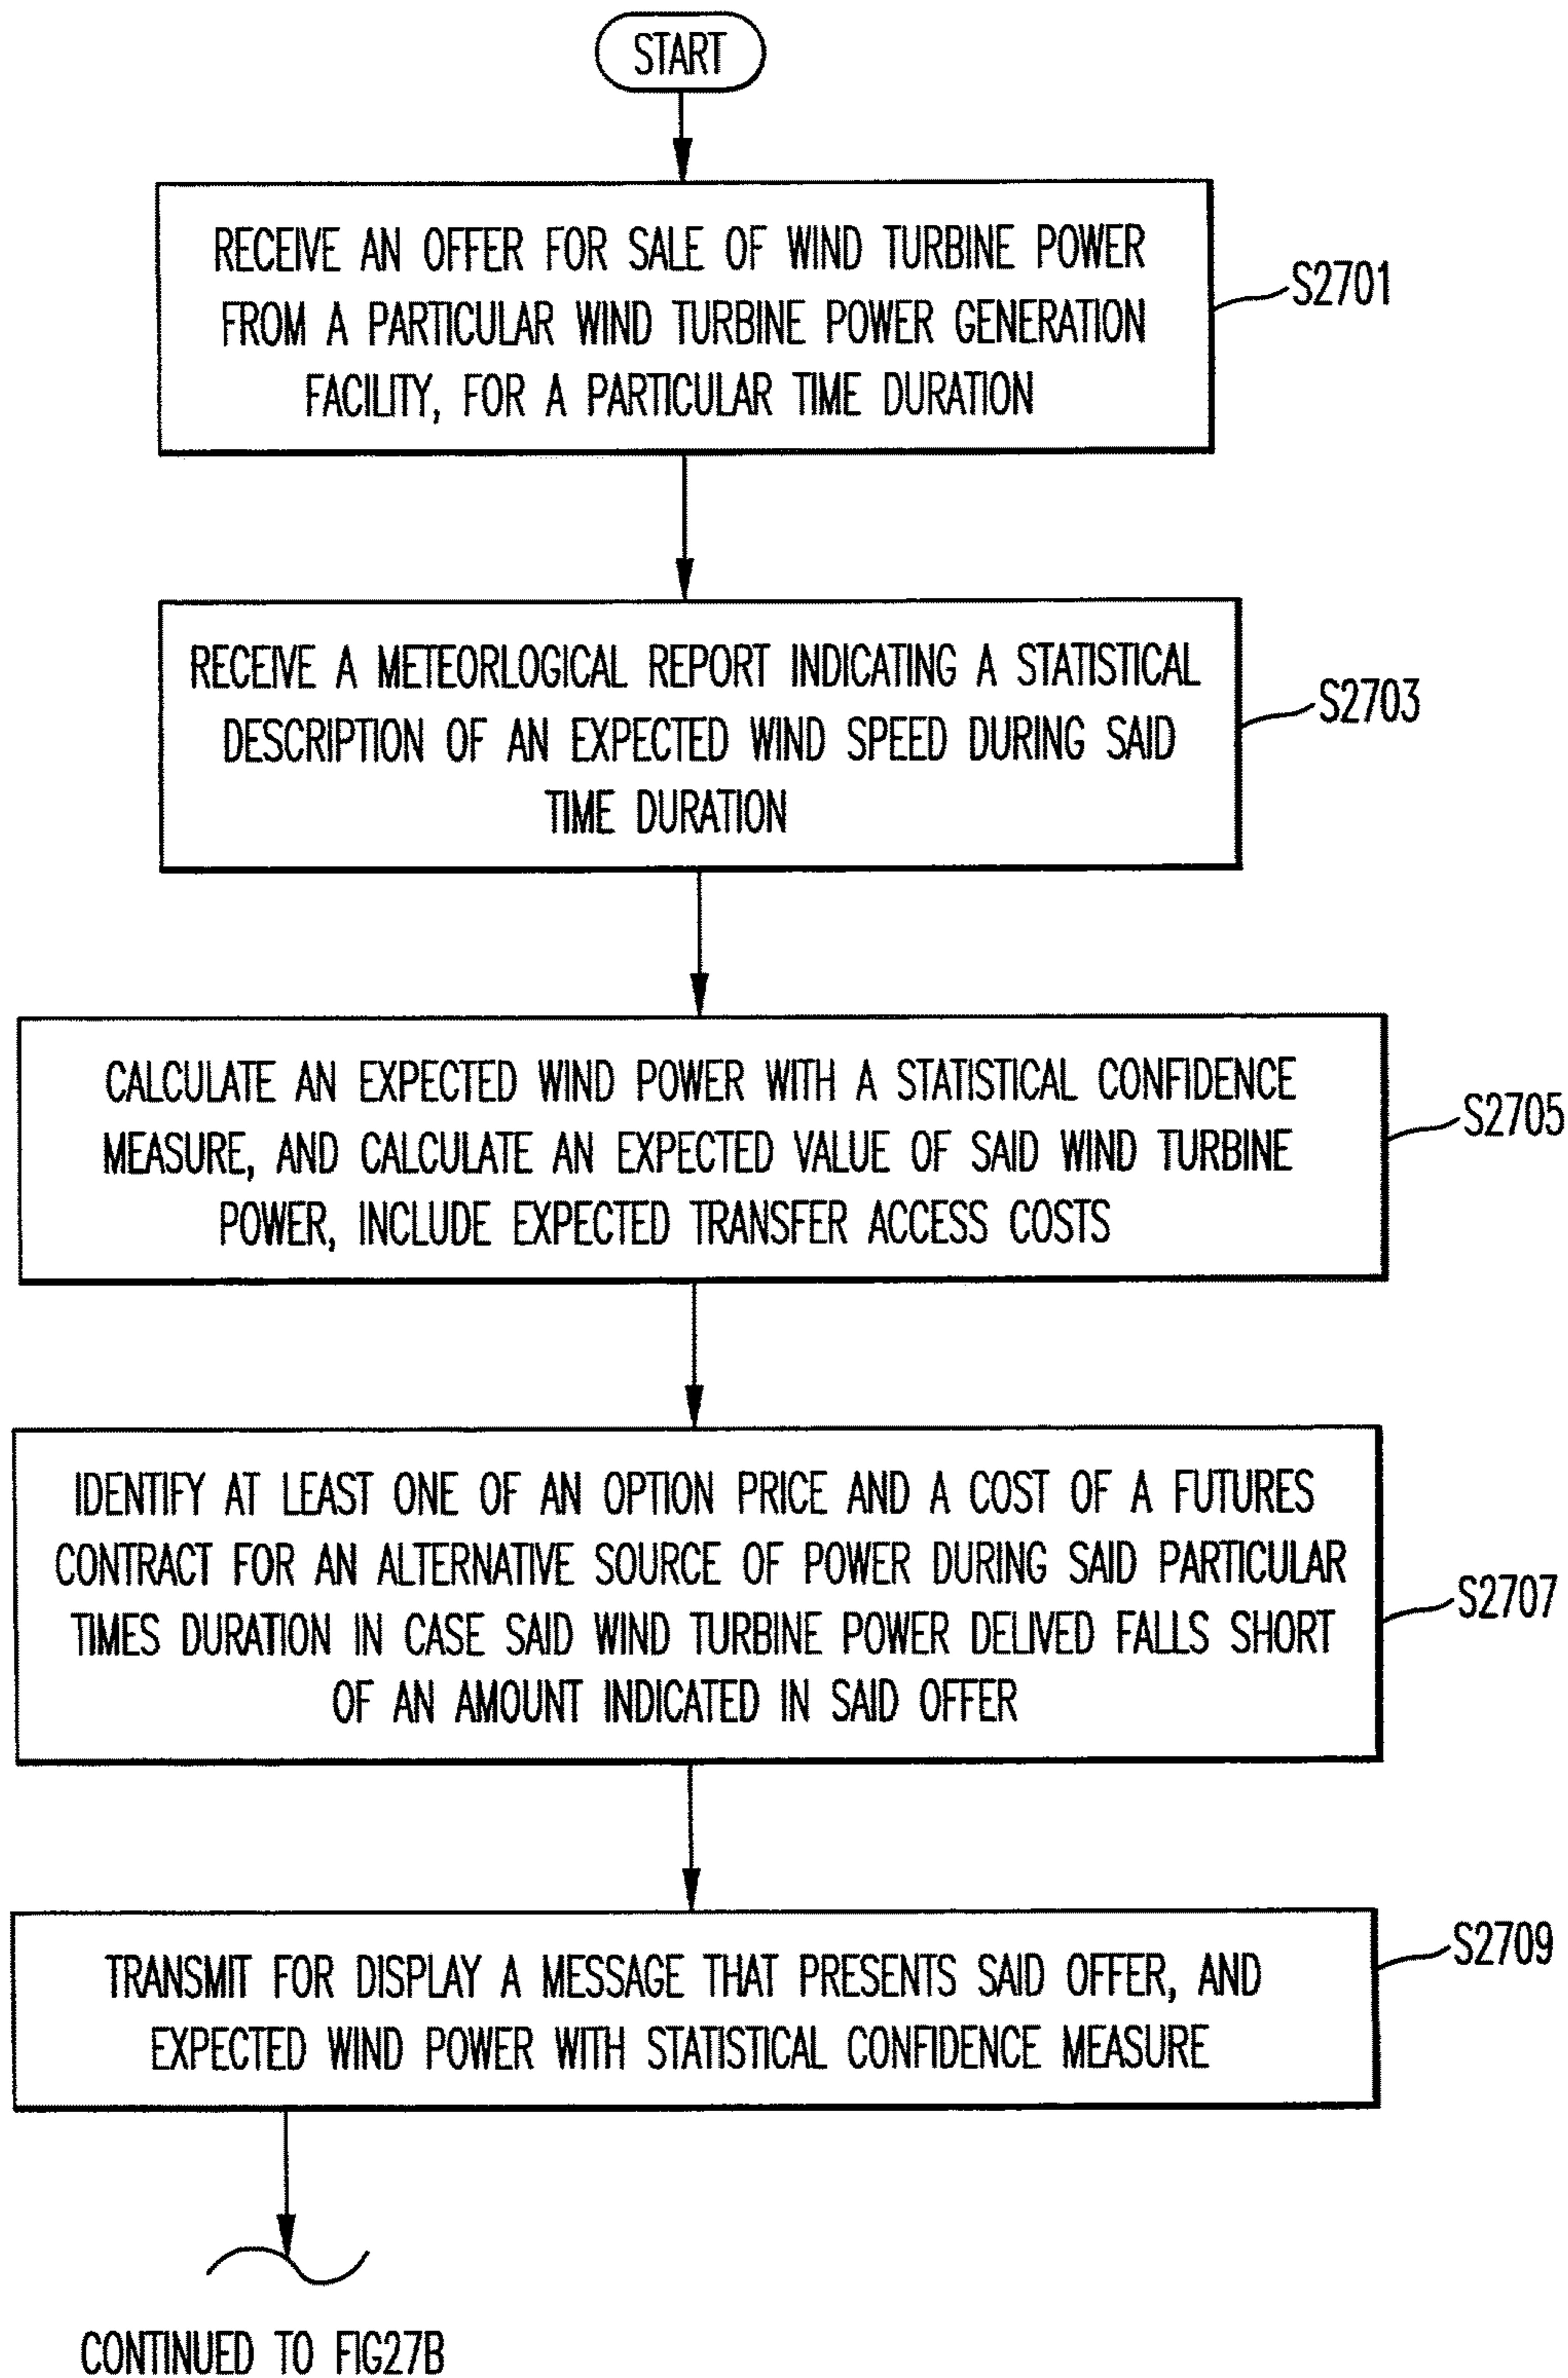 START
RECEIVE AN OFFER FOR SALE OF WIND TURBINE POWER
FROM A PARTICULAR WIND TURBINE POWER GENERATION
FACILITY, FOR A PARTICULAR TIME DURATION
S2701
RECEIVE A METEORLOGICAL REPORT INDICATING A STATISTICAL
DESCRIPTION OF AN EXPECTED WIND SPEED DURING SAID
TIME DURATION
S2703
CALCULATE AN EXPECTED WIND POWER WITH A STATISTICAL CONFIDENCE
MEASURE, AND CALCULATE AN EXPECTED VALUE OF SAID WIND TURBINE
POWER, INCLUDE EXPECTED TRANSFER ACCESS COSTS
S2705
IDENTIFY AT LEAST ONE OF AN OPTION PRICE AND A COST OF A FUTURES
CONTRACT FOR AN ALTERNATIVE SOURCE OF POWER DURING SAID PARTICULAR
TIMES DURATION IN CASE SAID WIND TURBINE POWER DELIVED FALLS SHORT
OF AN AMOUNT INDICATED IN SAID OFFER
S2707
TRANSMIT FOR DISPLAY A MESSAGE THAT PRESENTS SAID OFFER, AND
EXPECTED WIND POWER WITH STATISTICAL CONFIDENCE MEASURE
S2709
CONTINUED TO FIG27B